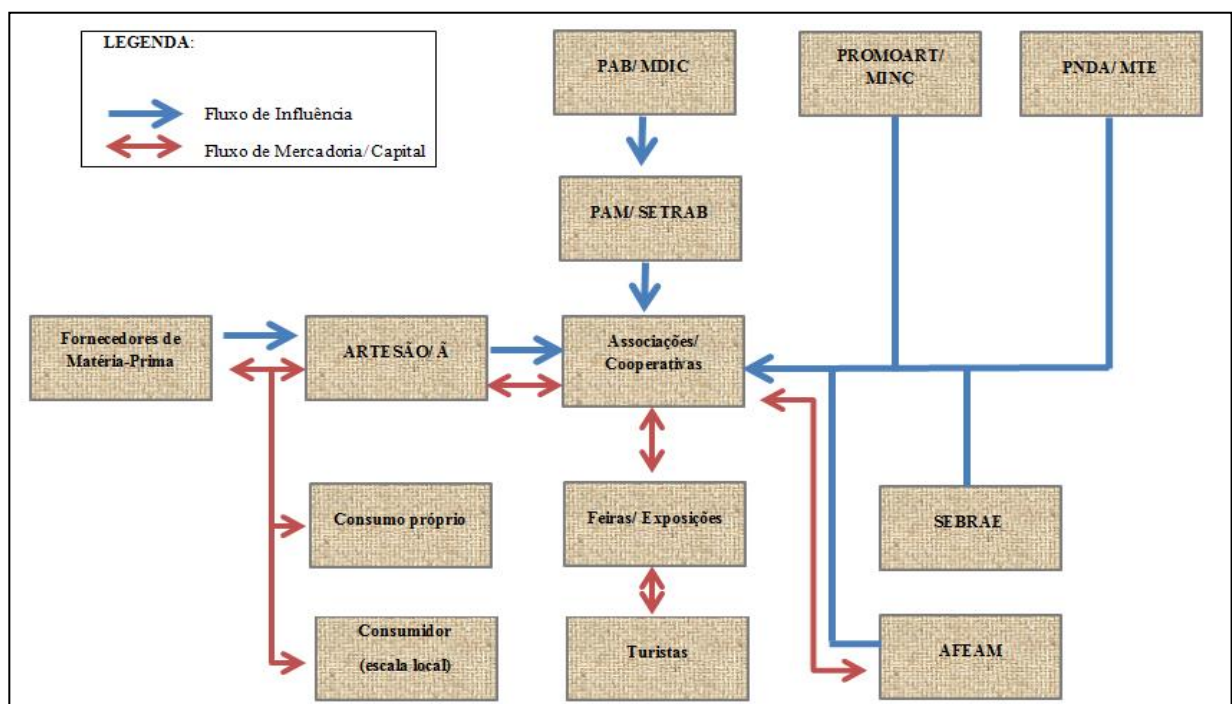 LEGENDA:
Fluxo de Influência
Fluxo de Mercadoria/Capital
PAB/ MDIC
PROMOART/
MINC
PNDA/ MTE
PAM/ SETRAB
Fornecedores de
Matéria-Prima
ARTESÃO/ Ã
Associações/
Cooperativas
Consumo próprio
Feiras/ Exposições
SEBRAE
Consumidor
(escala local)
Turistas
AFEAM